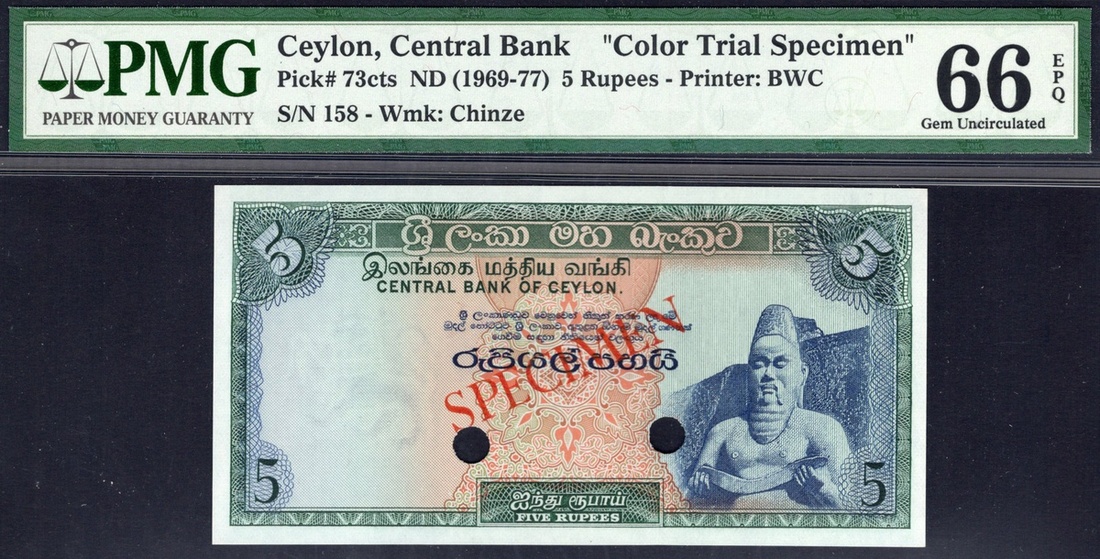 PMG
PAPER MONEY GUARANTY
Ceylon, Central Bank "Color Trial Specimen"
Pick# 73cts ND (1969-77) 5 Rupees - Printer: BWC
S/N 158 - Wmk: Chinze
66
EPQ
Gem Uncirculated
ශ්‍රී ලංකා මහ බැංකුව
இலங்கை மத்திய வங்கி
CENTRAL BANK OF CEYLON.
රුපියල් පහයි
SPECIMEN
5
5
ஐந்து ரூபாய்
FIVE RUPEES